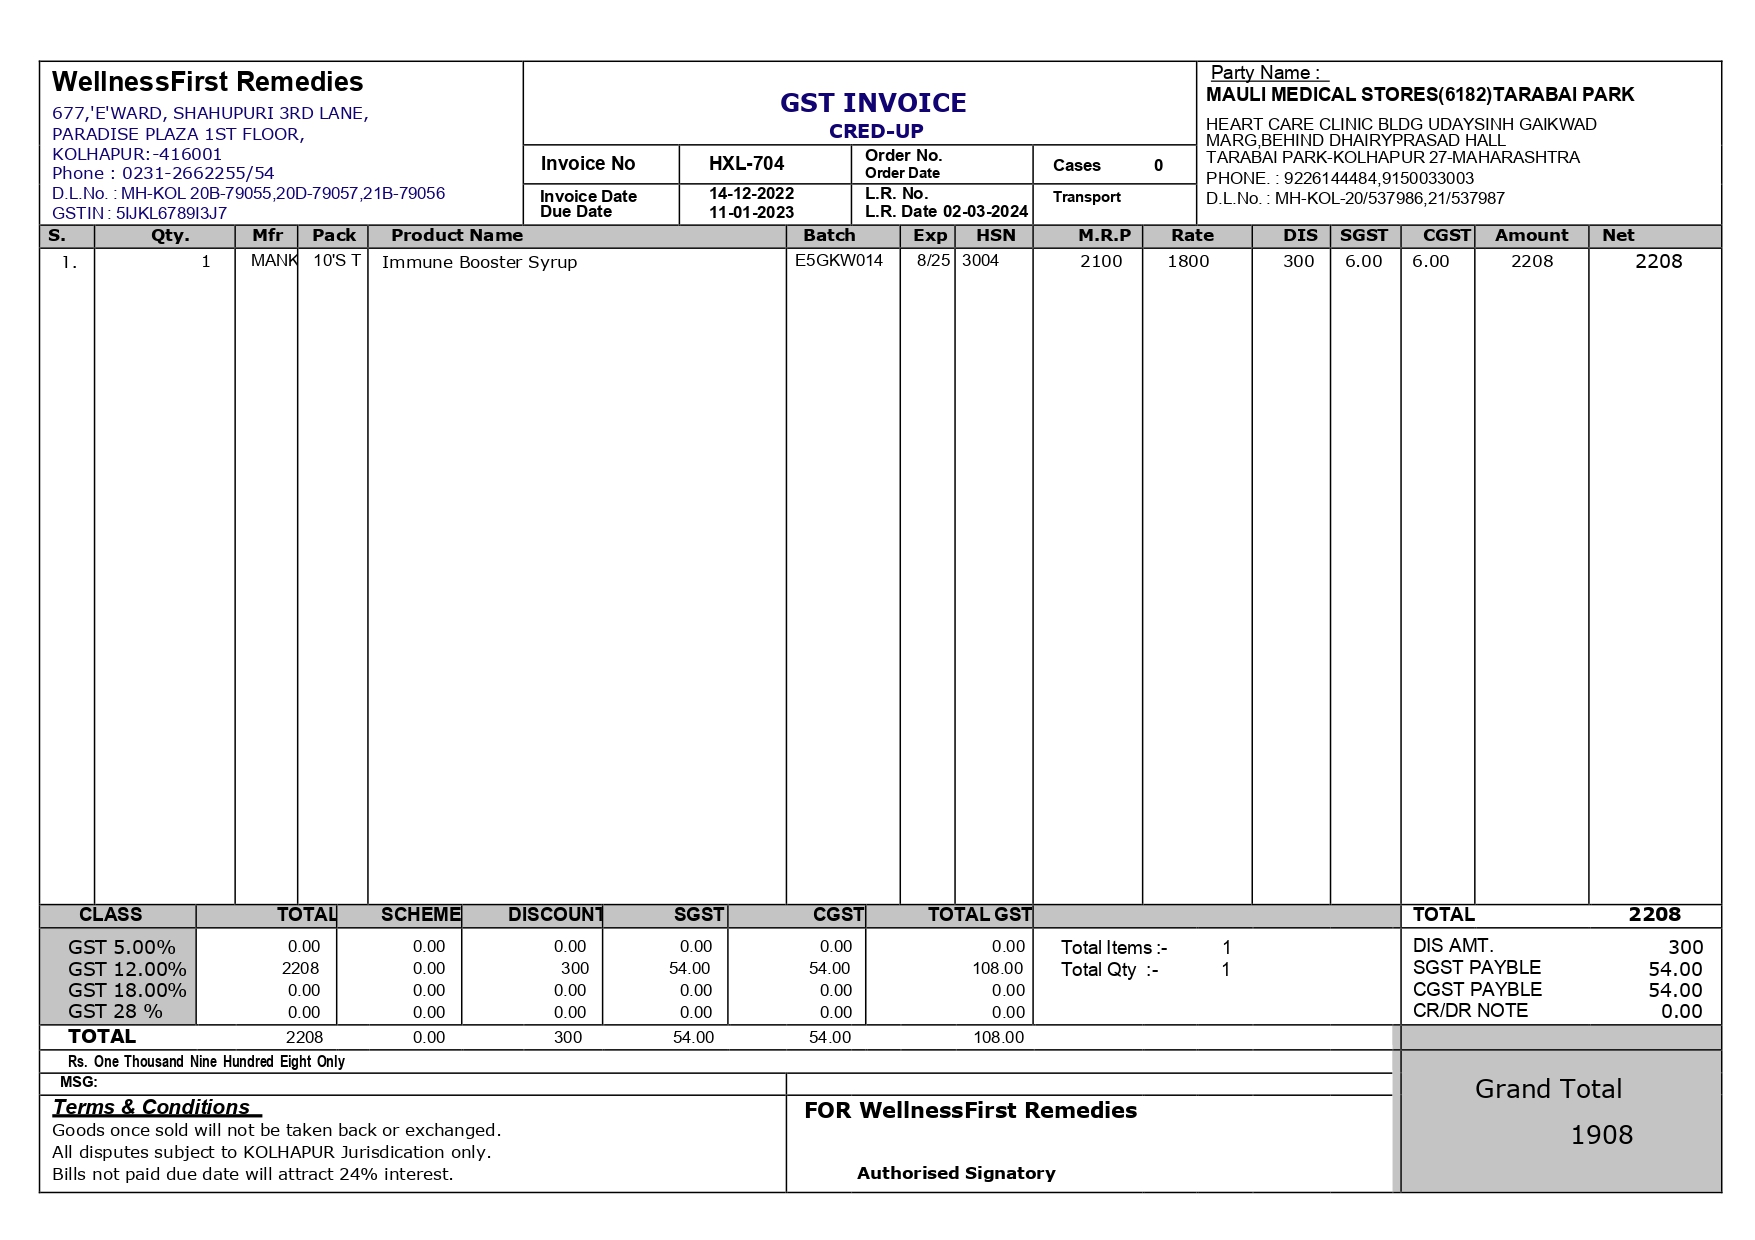 WellnessFirst Remedies
677,'E'WARD, SHAHUPURI 3RD LANE,
PARADISE PLAZA 1ST FLOOR,
KOLHAPUR:-416001
Phone : 0231-2662255/54
D.L.No. : MH-KOL 20B-79055,20D-79057,21B-79056
GSTIN : 5IJKL6789I3J7
GST INVOICE
CRED-UP
Invoice No HXL-704 Order No.
Order Date
Cases 0
Invoice Date 14-12-2022 L.R. No. Transport
Due Date 11-01-2023 L.R. Date 02-03-2024
Party Name :
MAULI MEDICAL STORES(6182)TARABAI PARK
HEART CARE CLINIC BLDG UDAYSINH GAIKWAD
MARG,BEHIND DHAIRYPRASAD HALL
TARABAI PARK-KOLHAPUR 27-MAHARASHTRA
PHONE. : 9226144484,9150033003
D.L.No. : MH-KOL-20/537986,21/537987
S. Qty. Mfr Pack Product Name Batch Exp HSN M.R.P Rate DIS SGST CGST Amount Net
1. 1 MANK 10'S T Immune Booster Syrup E5GKW014 8/25 3004 2100 1800 300 6.00 6.00 2208 2208
CLASS TOTAL SCHEME DISCOUNT SGST CGST TOTAL GST TOTAL 2208
GST 5.00% 0.00 0.00 0.00 0.00 0.00 0.00 Total Items :- 1 DIS AMT. 300
GST 12.00% 2208 0.00 300 54.00 54.00 108.00 Total Qty :- 1 SGST PAYBLE 54.00
GST 18.00% 0.00 0.00 0.00 0.00 0.00 0.00 CGST PAYBLE 54.00
GST 28 % 0.00 0.00 0.00 0.00 0.00 0.00 CR/DR NOTE 0.00
TOTAL 2208 0.00 300 54.00 54.00 108.00
Rs. One Thousand Nine Hundred Eight Only
MSG:
Terms & Conditions
Goods once sold will not be taken back or exchanged.
All disputes subject to KOLHAPUR Jurisdication only.
Bills not paid due date will attract 24% interest.
FOR WellnessFirst Remedies
Authorised Signatory
Grand Total
1908